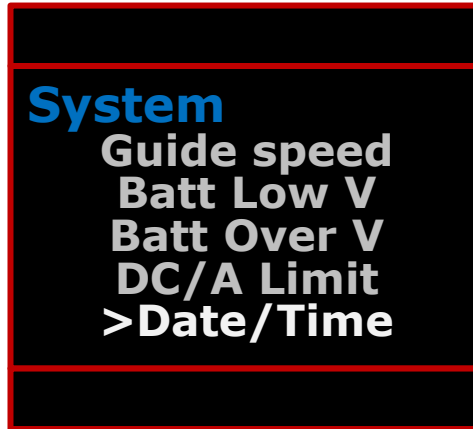 System
Guide speed
Batt Low V
Batt Over V
DC/A Limit
>Date/Time